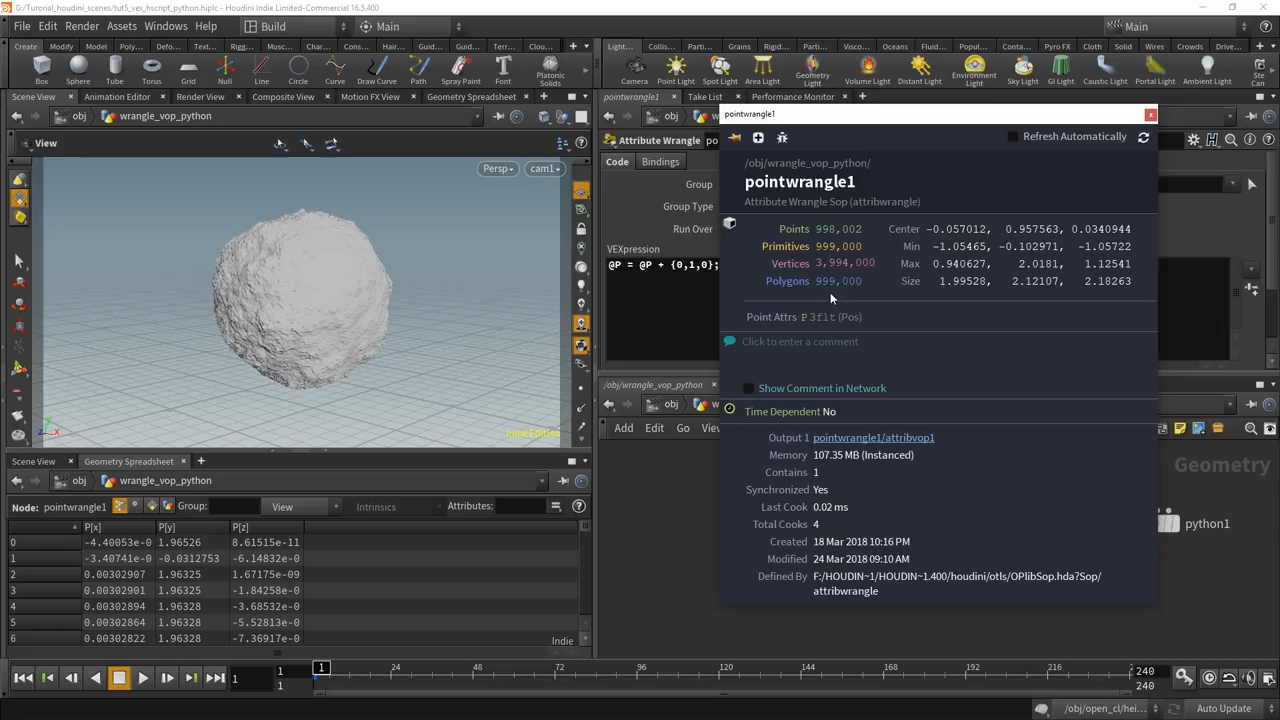 G:/Turonal_houdini_scenes/tut5_vex_hscript_python.hiplc - Houdini Indie Limited-Commercial 16.5.400
File Edit Render Assets Windows Help Build Main Main
Create Modify Model Poly... Defo... Text... Rigg... Musc... Char... Cons... Hair... Guid... Guid... Terr... Clou...
Light... Collis... Parti... Grains Rigid... Parti... Visco... Oceans Fluid... Popul... Conta... Pyro FX Cloth Solid Wires Crowds Drive...
Box Sphere Tube Torus Grid Null Line Circle Curve Draw Curve Path Spray Paint Font Platonic Solids
Camera Point Light Spot Light Area Light Geometry Light Volume Light Distant Light Environment Light Sky Light GI Light Caustic Light Portal Light Ambient Light Ste Cam
Scene View Animation Editor Render View Composite View Motion FX View Geometry Spreadsheet
pointwrangle1 Take List Performance Monitor
obj wrangle_vop_python
obj
View
Persp cam1
Indie Edition
Attribute Wrangle po
Code Bindings
Group
Group Type
Run Over
VEXpression
@P = @P + {0,1,0};
pointwrangle1
Refresh Automatically
/obj/wrangle_vop_python/
pointwrangle1
Attribute Wrangle Sop (attribwrangle)
Points 998,002 Center -0.057012, 0.957563, 0.0340944
Primitives 999,000 Min -1.05465, -0.102971, -1.05722
Vertices 3,994,000 Max 0.940627, 2.0181, 1.12541
Polygons 999,000 Size 1.99528, 2.12107, 2.18263
Point Attrs P 3flt (Pos)
Click to enter a comment
Show Comment in Network
Time Dependent No
Output 1 pointwrangle1/attribvop1
Memory 107.35 MB (Instanced)
Contains 1
Synchronized Yes
Last Cook 0.02 ms
Total Cooks 4
Created 18 Mar 2018 10:16 PM
Modified 24 Mar 2018 09:10 AM
Defined By F:/HOUDIN~1/HOUDIN~1.400/houdini/otls/OPlibSop.hda?Sop/
attribwrangle
/obj/wrangle_vop_python
obj
Add Edit Go View
Geometry
python1
Scene View Geometry Spreadsheet
obj wrangle_vop_python
Node: pointwrangle1 Group: View Intrinsics Attributes:
P[x] P[y] P[z]
0 -4.40053e-0 1.96526 8.61515e-11
1 -3.40741e-0 -0.0312753 -6.14832e-0
2 0.00302907 1.96325 1.67175e-09
3 0.00302901 1.96325 -1.84258e-0
4 0.00302894 1.96328 -3.68532e-0
5 0.00302864 1.96328 -5.52813e-0
6 0.00302822 1.96328 -7.36917e-0
Indie
1 1 1 1 24 48 72 96 120 144 168 192 216 240 240
/obj/open_cl/hei... Auto Update